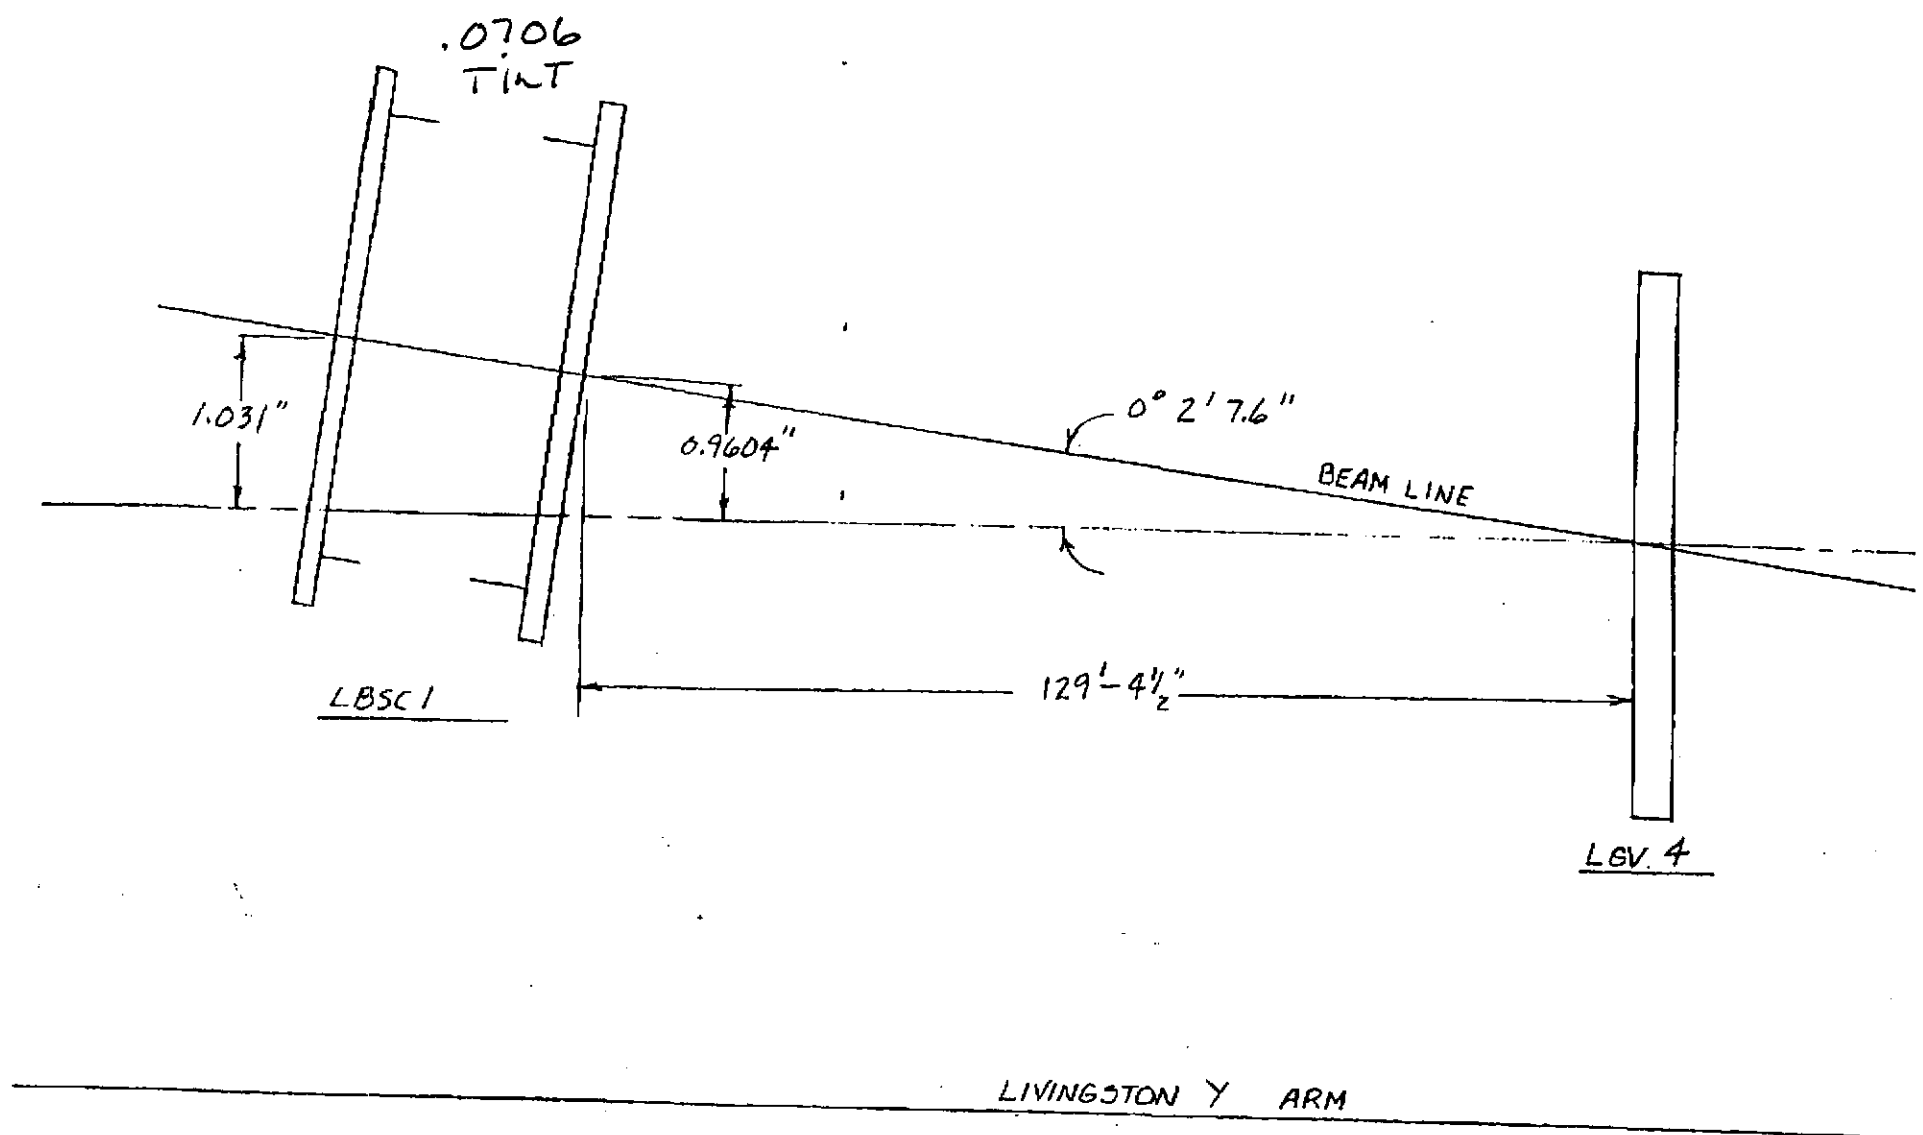 .0706
TiLT
1.031"
0.9604"
0° 2' 7.6"
BEAM LINE
LBSC1
129'-4½"
LGV. 4
LIVINGSTON Y ARM